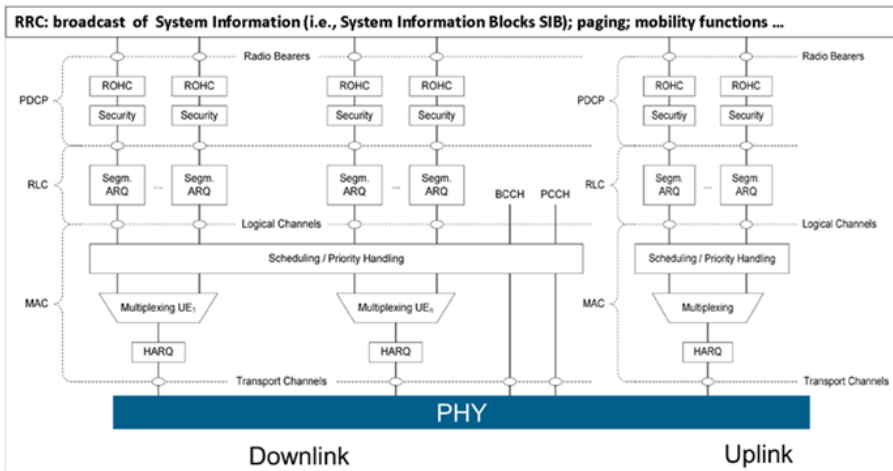 RRC: broadcast of System Information (i.e., System Information Blocks SIB); paging; mobility functions ...
Radio Bearers
Radio Bearers
PDCP
ROHC
ROHC
ROHC
ROHC
PDCP
ROHC
ROHC
Security
Security
Security
Security
Securtiy
Security
RLC
Segm.
ARQ
...
Segm.
ARQ
Segm.
ARQ
...
Segm.
ARQ
BCCH
PCCH
RLC
Segm.
ARQ
...
Segm.
ARQ
Logical Channels
Logical Channels
Scheduling / Priority Handling
Scheduling / Priority Handling
MAC
Multiplexing UE₁
Multiplexing UEₙ
MAC
Multiplexing
HARQ
HARQ
HARQ
Transport Channels
Transport Channels
PHY
Downlink
Uplink